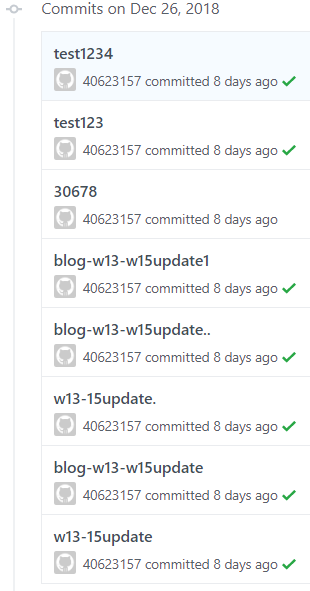 Commits on Dec 26, 2018
test1234
40623157 committed 8 days ago
test123
40623157 committed 8 days ago
30678
40623157 committed 8 days ago
blog-w13-w15update1
40623157 committed 8 days ago
blog-w13-w15update..
40623157 committed 8 days ago
w13-15update.
40623157 committed 8 days ago
blog-w13-w15update
40623157 committed 8 days ago
w13-15update
40623157 committed 8 days ago